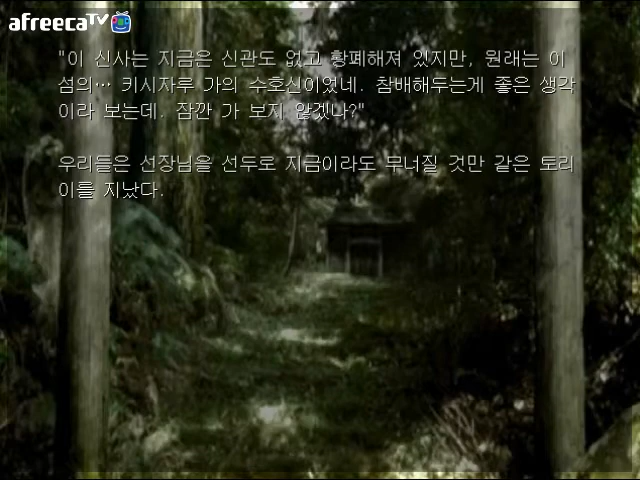 afreecaTV
"이 신사는 지금은 신관도 없고 황폐해져 있지만, 원래는 이
섬의… 키시자루 가의 수호신이었네. 참배해두는게 좋은 생각
이라 보는데. 잠깐 가 보지 않겠나?"
우리들은 선장님을 선두로 지금이라도 무너질 것만 같은 토리
이를 지났다.